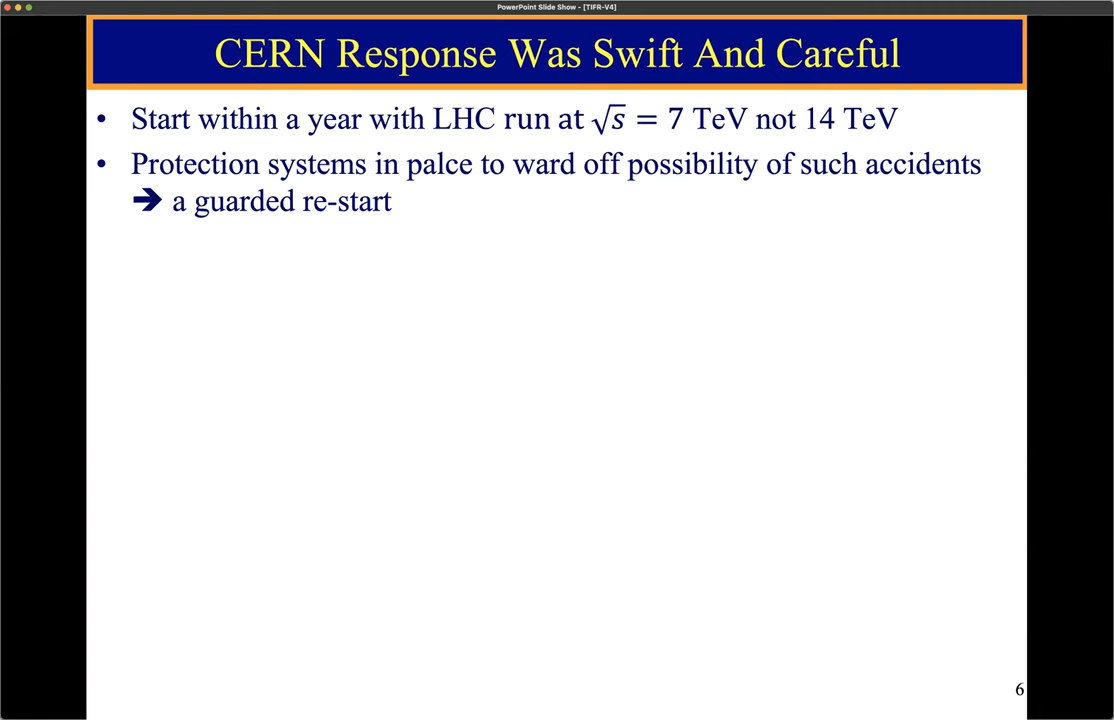 PowerPoint Slide Show - [TIFR-V4]
CERN Response Was Swift And Careful
• Start within a year with LHC run at √s = 7 TeV not 14 TeV
• Protection systems in palce to ward off possibility of such accidents
➔ a guarded re-start
6